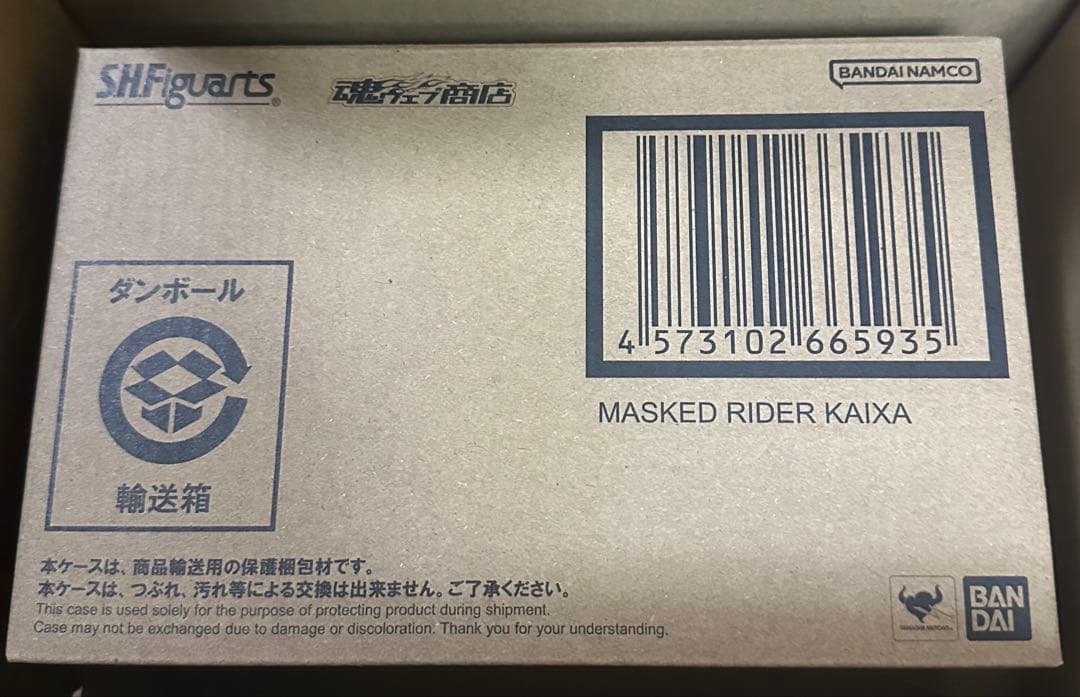 S.H.Figuarts®
魂ウェブ商店
BANDAI NAMCO
4 573102 665935
MASKED RIDER KAIXA
ダンボール
輸送箱
本ケースは、商品輸送用の保護梱包材です。
本ケースは、つぶれ、汚れ等による交換は出来ません。ご了承ください。
This case is used solely for the purpose of protecting product during shipment.
Case may not be exchanged due to damage or discoloration. Thank you for your understanding.
TAMASHII NATIONS
BAN
DAI